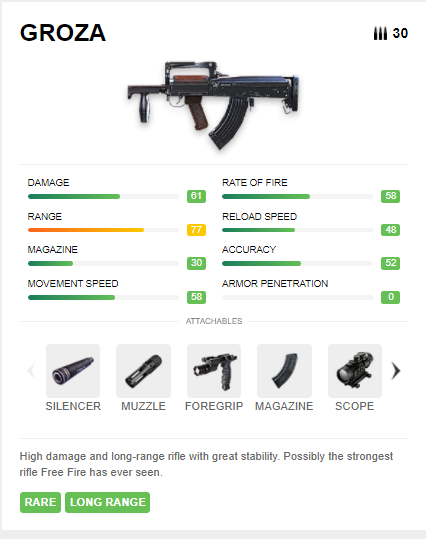 GROZA
30
DAMAGE 61 RATE OF FIRE 58
RANGE 77 RELOAD SPEED 48
MAGAZINE 30 ACCURACY 52
MOVEMENT SPEED 58 ARMOR PENETRATION 0
ATTACHABLES
SILENCER MUZZLE FOREGRIP MAGAZINE SCOPE
High damage and long-range rifle with great stability. Possibly the strongest
rifle Free Fire has ever seen.
RARE LONG RANGE